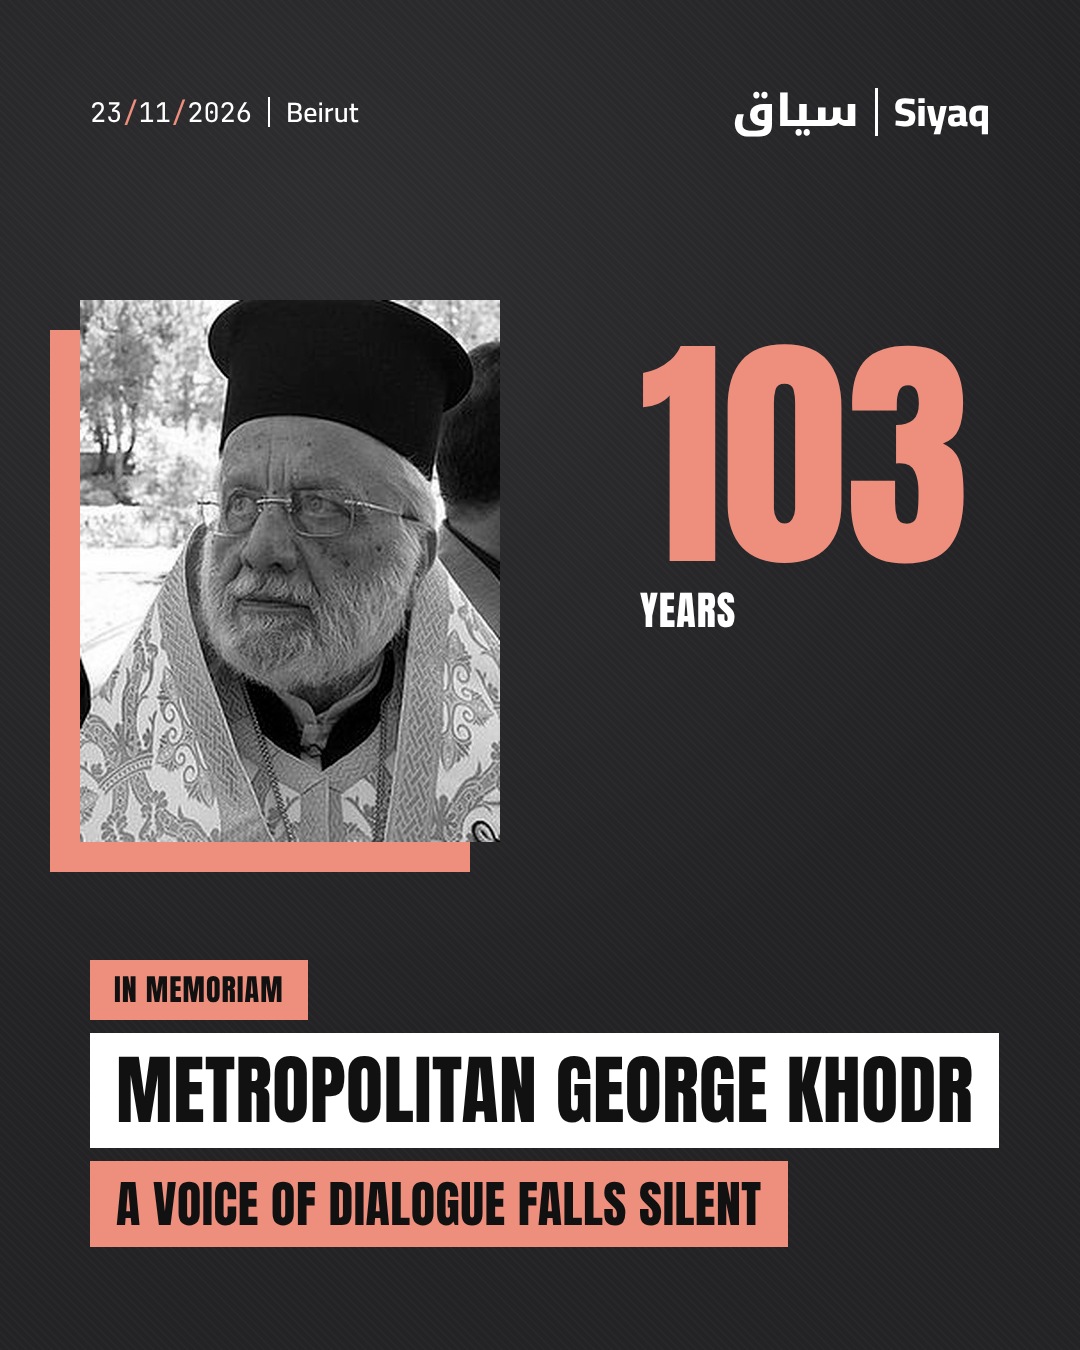 23/11/2026 | Beirut
سياق | Siyaq
103
YEARS
IN MEMORIAM
METROPOLITAN GEORGE KHODR
A VOICE OF DIALOGUE FALLS SILENT